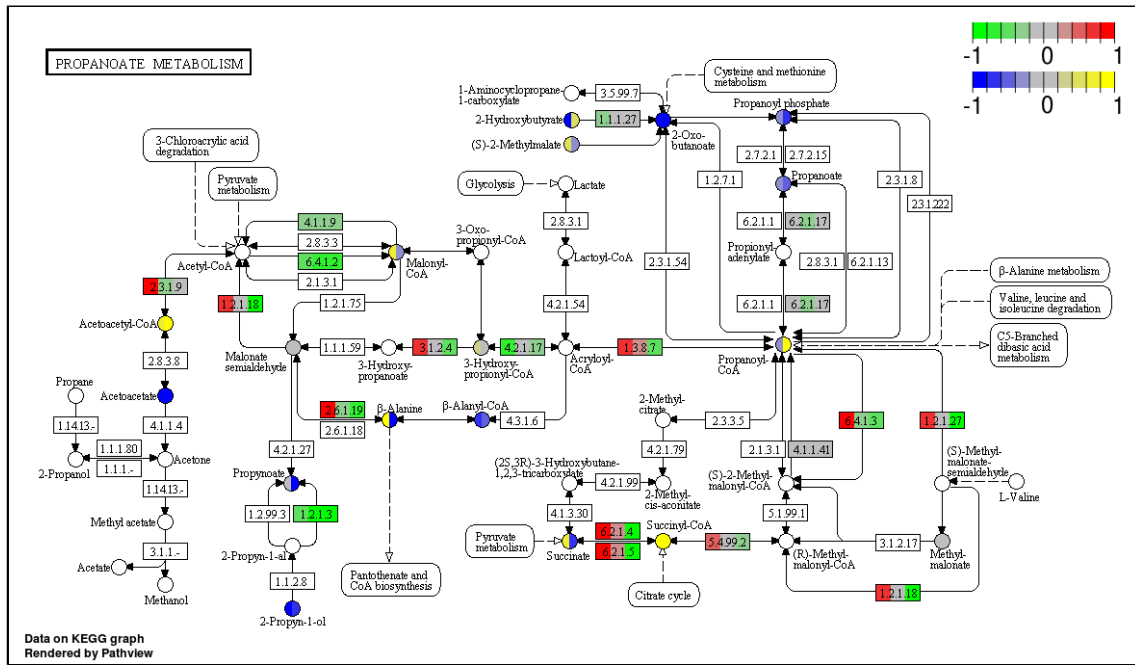 PROPANOATE METABOLISM
-1 0 1
-1 0 1
Cysteine and methionine
metabolism
1-Aminocyclopropane
1-carboxylate
3.5.99.7
2-Hydroxybutyrate
1.1.1.27
2-Oxo-
butanoate
Propanoyl phosphate
(S)-2-Methylmalate
3-Chloroacrylic acid
degradation
Pyruvate
metabolism
Glycolysis
Lactate
2.7.2.1
2.7.2.15
1.2.7.1
Propanoate
2.3.1.8
2.3.1.222
4.1.1.9
2.8.3.3
6.4.1.2
2.1.3.1
Acetyl-CoA
Malonyl-
CoA
3-Oxo-
propionyl-CoA
2.8.3.1
Lactoyl-CoA
6.2.1.1
6.2.1.17
Propionyl-
adenylate
2.3.1.54
2.8.3.1
6.2.1.13
2.3.1.9
1.2.1.18
1.2.1.75
4.2.1.54
6.2.1.1
6.2.1.17
β-Alanine metabolism
Valine, leucine and
isoleucine degradation
C5-Branched
dibasic acid
metabolism
Acetoacetyl-CoA
2.8.3.8
Malonate
semialdehyde
1.1.1.59
3-Hydroxy-
propanoate
3.1.2.4
3-Hydroxy-
propionyl-CoA
4.2.1.17
Acryloyl-
CoA
1.3.8.7
Propanoyl-
CoA
Propane
Acetoacetate
1.14.13.-
4.1.1.4
2.6.1.19
2.6.1.18
β-Alanine
β-Alanyl-CoA
4.3.1.6
2-Methyl-
citrate
2.3.3.5
6.4.1.3
1.2.1.27
1.1.1.80
1.1.1.-
2-Propanol
Acetone
4.2.1.27
2.1.3.1
4.1.1.41
4.2.1.79
(2S,3R)-3-Hydroxybutane-
1,2,3-tricarboxylate
4.2.1.99
2-Methyl-
cis-aconitate
(S)-2-Methyl-
malonyl-CoA
(S)-Methyl-
malonate-
semialdehyde
L-Valine
1.14.13.-
Propynoate
1.2.99.3
1.2.1.3
4.1.3.30
5.1.99.1
Methyl acetate
2-Propyn-1-al
Pyruvate
metabolism
Succinate
6.2.1.4
6.2.1.5
Succinyl-CoA
5.4.99.2
(R)-Methyl-
malonyl-CoA
3.1.2.17
Methyl-
malonate
3.1.1.-
Acetate
Methanol
1.1.2.8
Pantothenate and
CoA biosynthesis
Citrate cycle
1.2.1.18
2-Propyn-1-ol
Data on KEGG graph
Rendered by Pathview